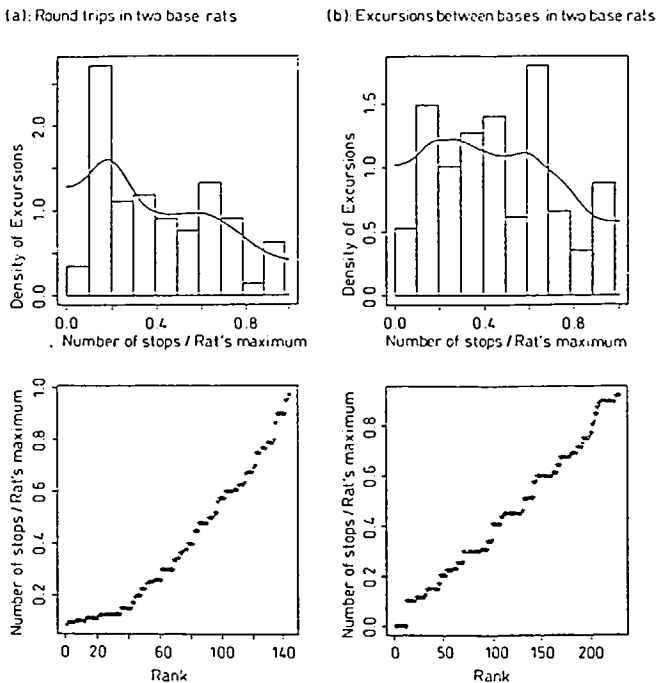 (a): Round trips in two base rats
(b): Excursions between bases in two base rats
Density of Excursions
2.0
1.0
0.0
0.0 0.4 0.8
Number of stops / Rat's maximum
Density of Excursions
1.5
1.0
0.5
0.0
0.0 0.4 0.8
Number of stops / Rat's maximum
Number of stops / Rat's maximum
1.0
0.8
0.6
0.4
0.2
0 20 60 100 140
Rank
Number of stops / Rat's maximum
0.8
0.6
0.4
0.2
0.0
0 50 100 150 200
Rank